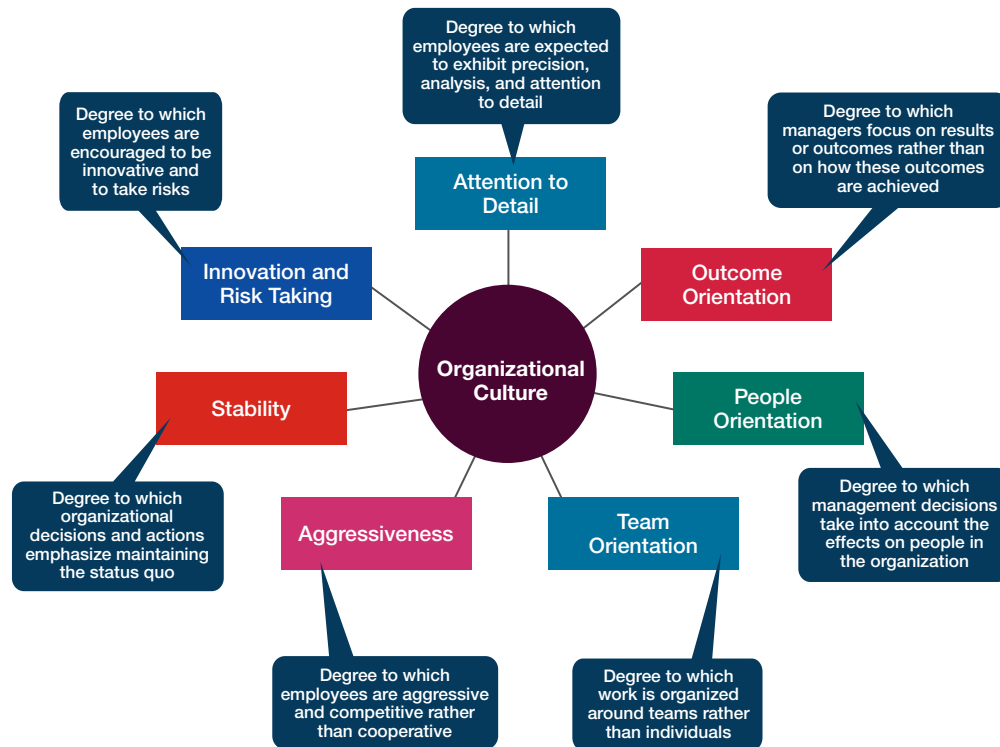 Degree to which
employees are expected
to exhibit precision,
analysis, and attention
to detail
Degree to which
employees are
encouraged to be
innovative and
to take risks
Degree to which
managers focus on results
or outcomes rather than
on how these outcomes
are achieved
Attention to
Detail
Innovation and
Risk Taking
Outcome
Orientation
Organizational
Culture
Stability
People
Orientation
Degree to which
organizational
decisions and actions
emphasize maintaining
the status quo
Aggressiveness
Team
Orientation
Degree to which
management decisions
take into account the
effects on people in
the organization
Degree to which
employees are aggressive
and competitive rather
than cooperative
Degree to which
work is organized
around teams rather
than individuals